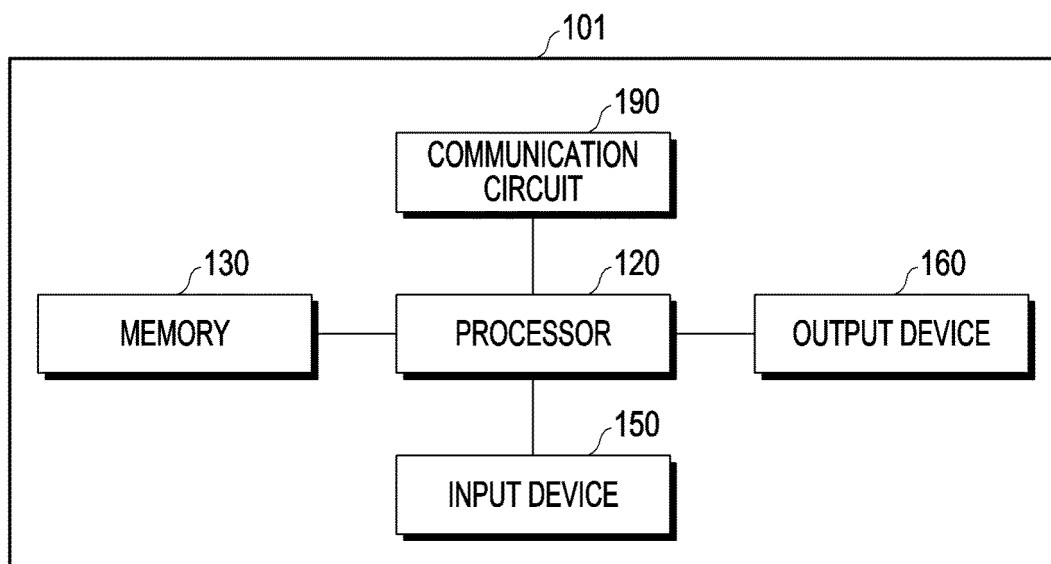 101
190
COMMUNICATION
CIRCUIT
130
120
160
MEMORY
PROCESSOR
OUTPUT DEVICE
150
INPUT DEVICE